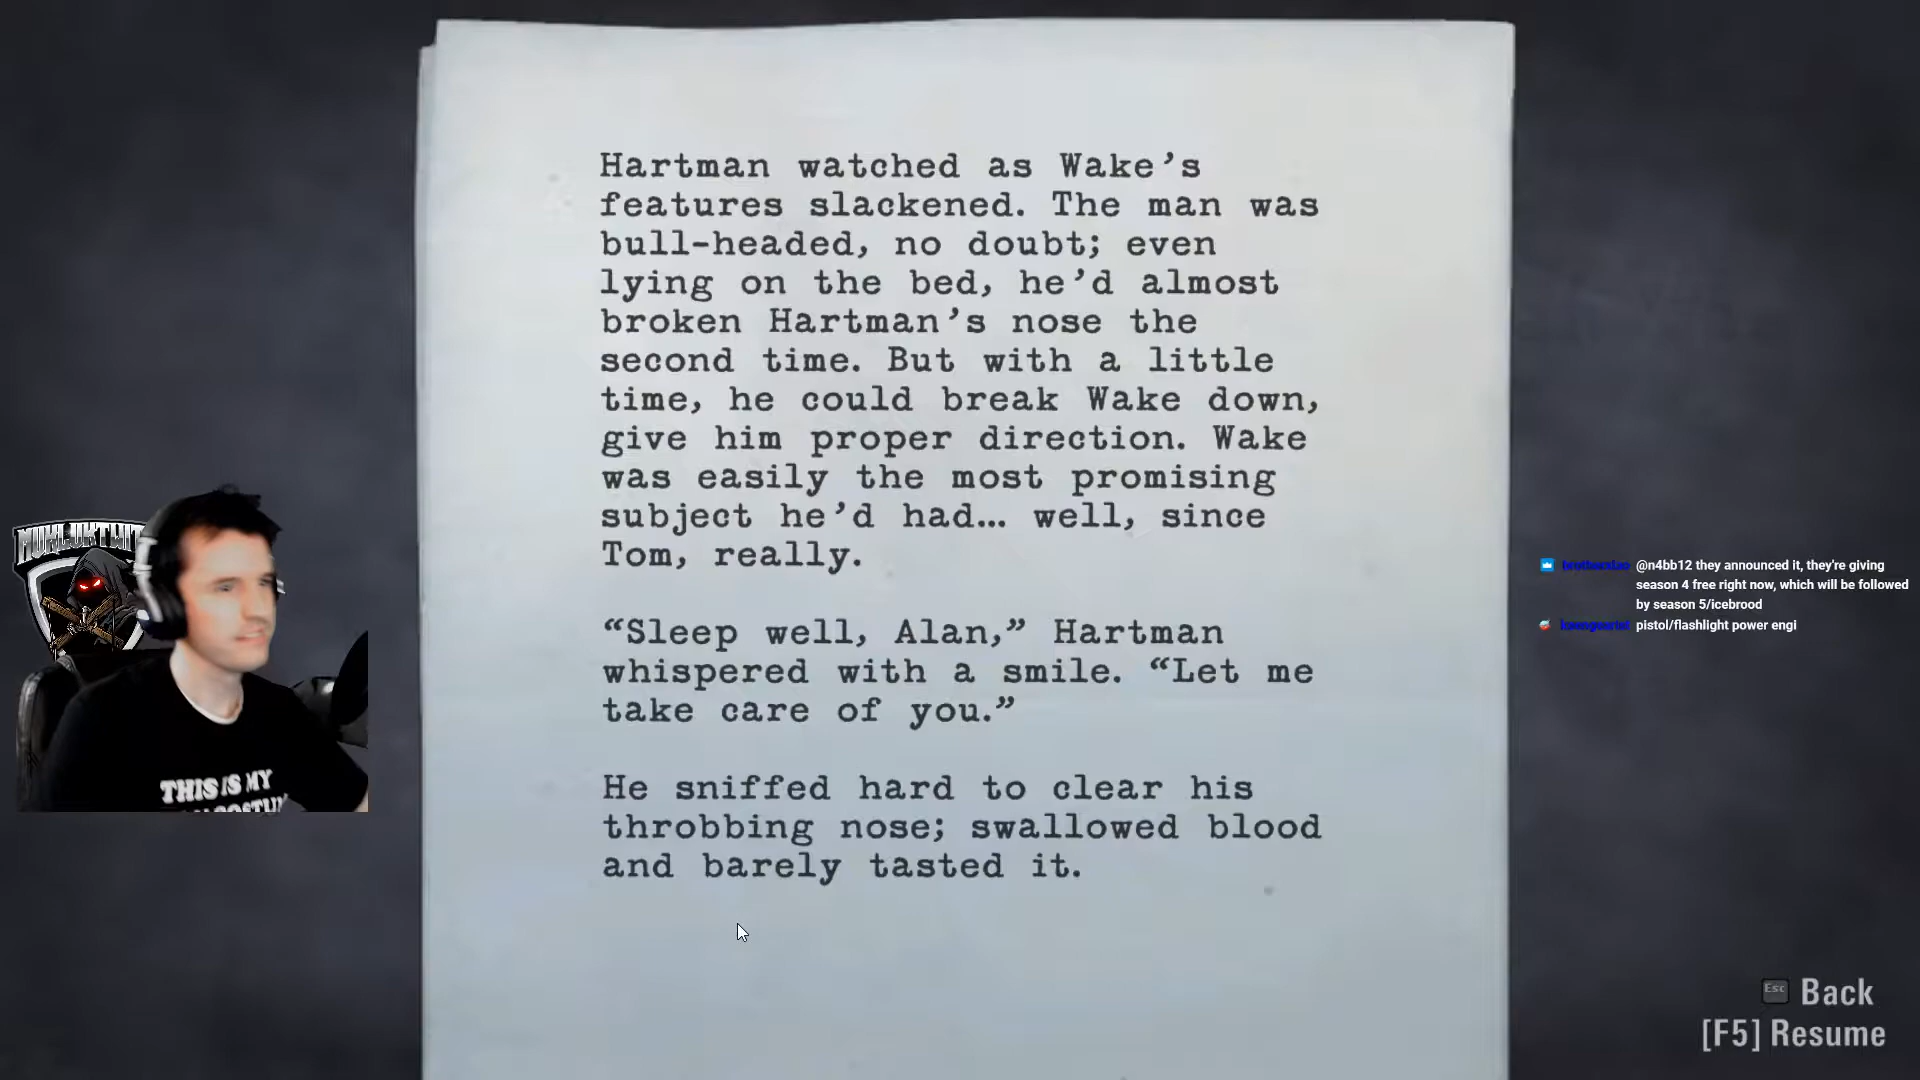 Hartman watched as Wake’s
features slackened. The man was
bull-headed, no doubt; even
lying on the bed, he’d almost
broken Hartman’s nose the
second time. But with a little
time, he could break Wake down,
give him proper direction. Wake
was easily the most promising
subject he’d had… well, since
Tom, really.
“Sleep well, Alan,” Hartman
whispered with a smile. “Let me
take care of you.”
He sniffed hard to clear his
throbbing nose; swallowed blood
and barely tasted it.
THIS IS MY
@n4bb12 they announced it, they're giving
season 4 free right now, which will be followed
by season 5/icebrood
pistol/flashlight power engi
Esc Back
[F5] Resume